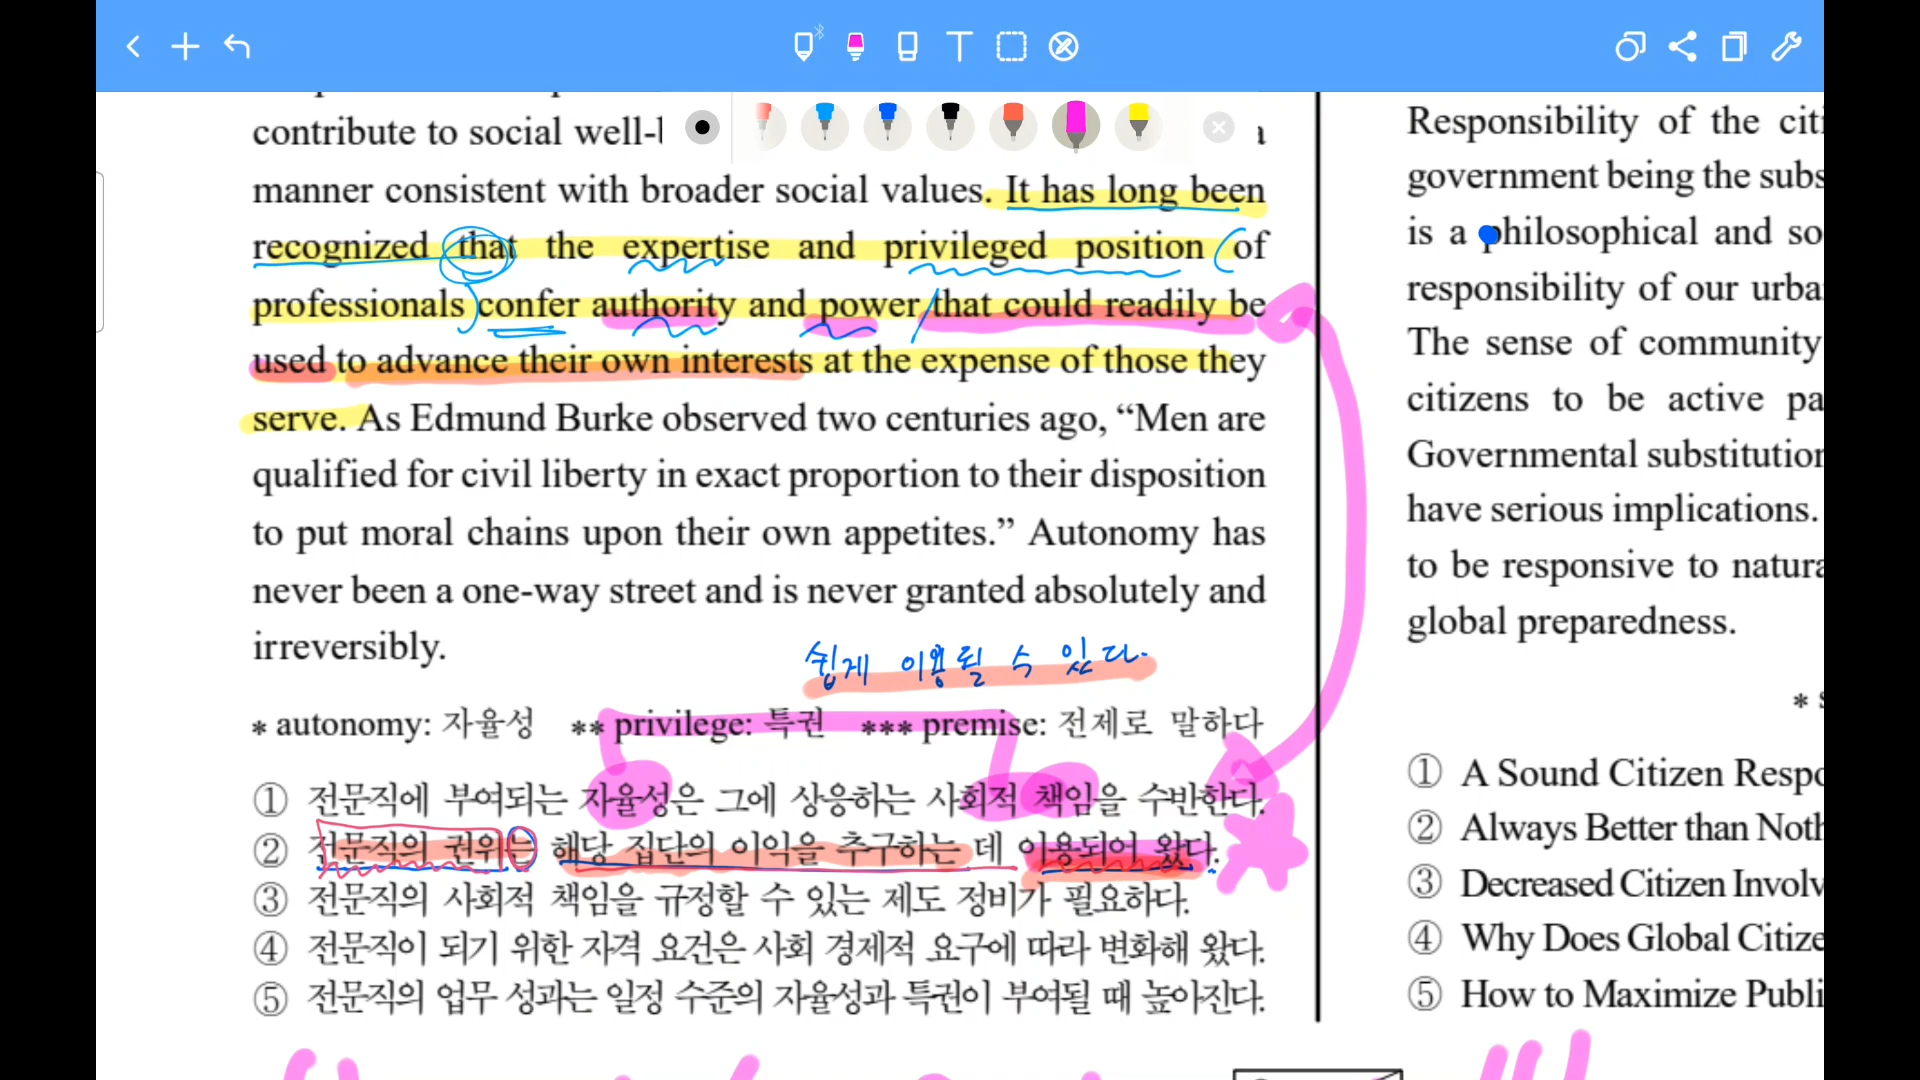 contribute to social well-
manner consistent with broader social values. It has long been
recognized that the expertise and privileged position of
professionals confer authority and power that could readily be
used to advance their own interests at the expense of those they
serve. As Edmund Burke observed two centuries ago, “Men are
qualified for civil liberty in exact proportion to their disposition
to put moral chains upon their own appetites.” Autonomy has
never been a one-way street and is never granted absolutely and
irreversibly.
쉽게 이용될 수 있다.
* autonomy: 자율성 ** privilege: 특권 *** premise: 전제로 말하다
① 전문직에 부여되는 자율성은 그에 상응하는 사회적 책임을 수반한다.
② 전문직의 권위는 해당 집단의 이익을 추구하는 데 이용되어 왔다.
③ 전문직의 사회적 책임을 규정할 수 있는 제도 정비가 필요하다.
④ 전문직이 되기 위한 자격 요건은 사회 경제적 요구에 따라 변화해 왔다.
⑤ 전문직의 업무 성과는 일정 수준의 자율성과 특권이 부여될 때 높아진다.
Responsibility of the citi
government being the subs
is a philosophical and so
responsibility of our urba
The sense of community
citizens to be active pa
Governmental substitution
have serious implications.
to be responsive to natura
global preparedness.
* s
① A Sound Citizen Respo
② Always Better than Noth
③ Decreased Citizen Involv
④ Why Does Global Citize
⑤ How to Maximize Publi